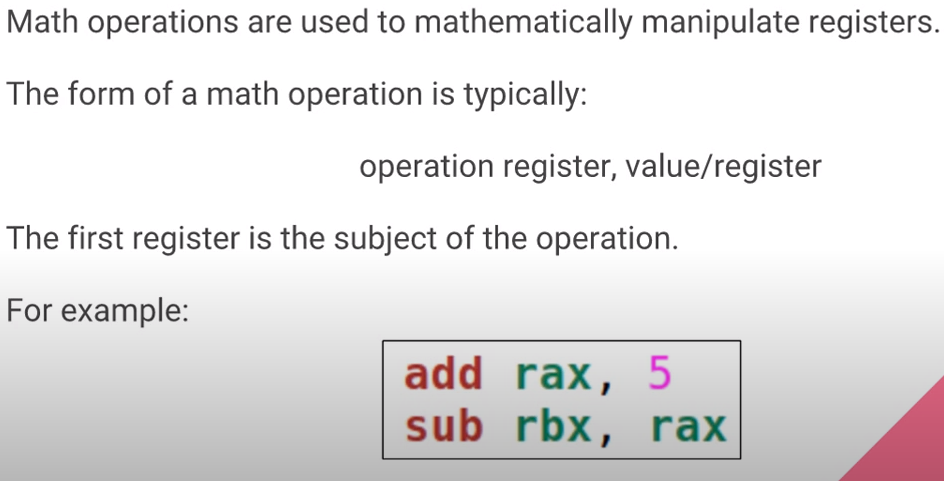 Math operations are used to mathematically manipulate registers.
The form of a math operation is typically:
operation register, value/register
The first register is the subject of the operation.
For example:
add rax, 5
sub rbx, rax